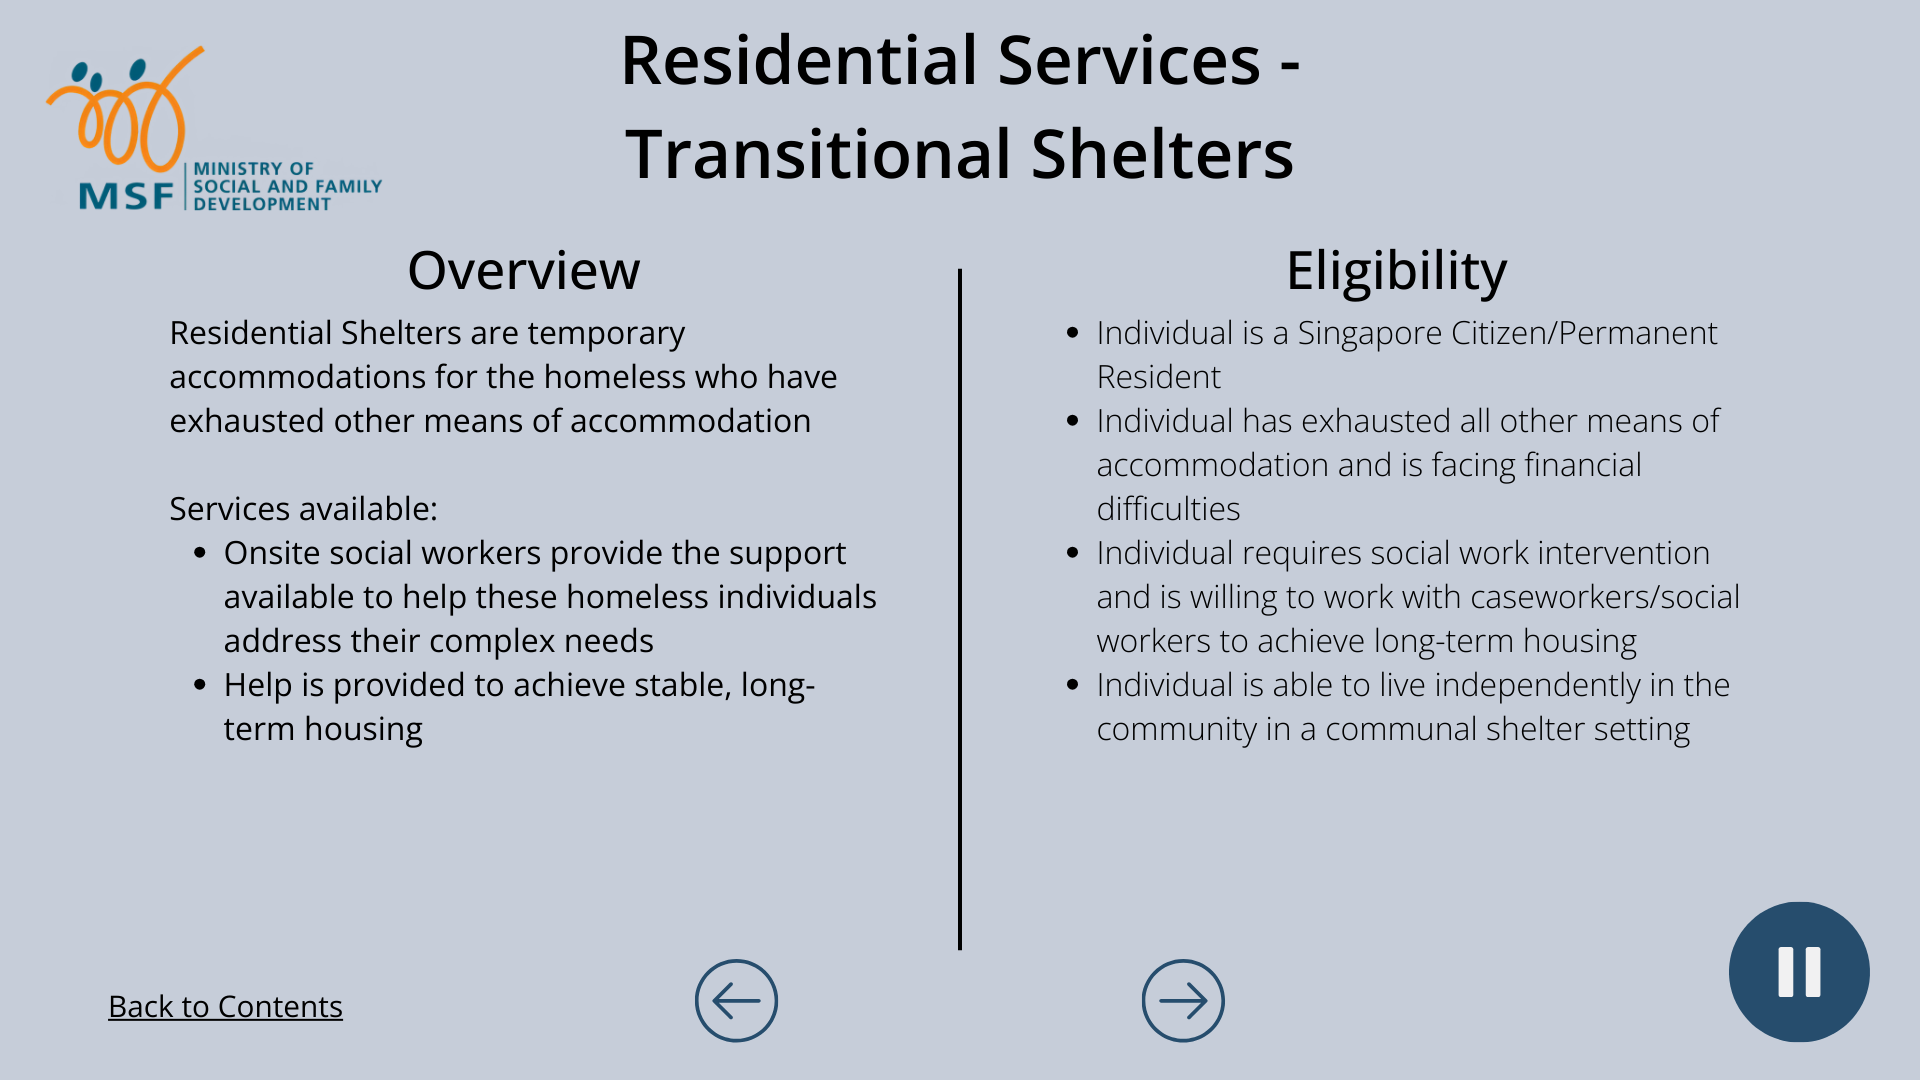 MSF
MINISTRY OF
SOCIAL AND FAMILY
DEVELOPMENT
Residential Services -
Transitional Shelters
Overview
Residential Shelters are temporary
accommodations for the homeless who have
exhausted other means of accommodation
Services available:
• Onsite social workers provide the support
available to help these homeless individuals
address their complex needs
• Help is provided to achieve stable, long-
term housing
Eligibility
• Individual is a Singapore Citizen/Permanent
Resident
• Individual has exhausted all other means of
accommodation and is facing financial
difficulties
• Individual requires social work intervention
and is willing to work with caseworkers/social
workers to achieve long-term housing
• Individual is able to live independently in the
community in a communal shelter setting
Back to Contents